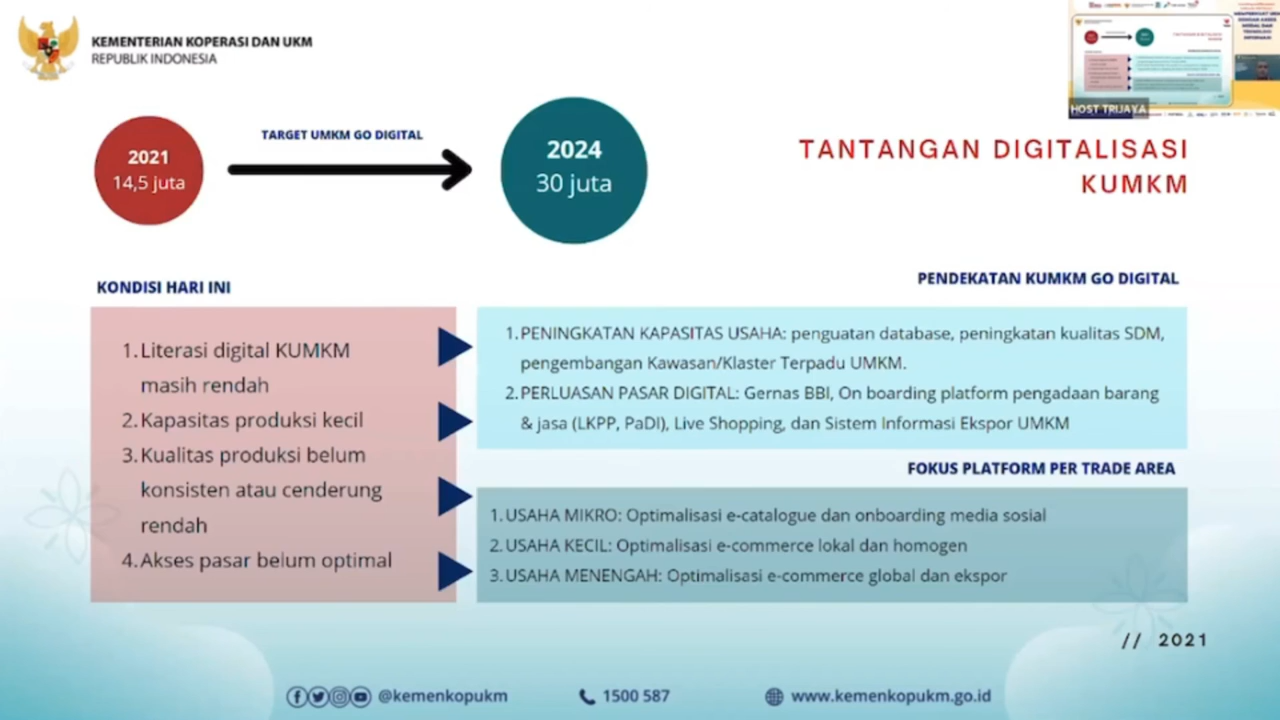 KEMENTERIAN KOPERASI DAN UKM
REPUBLIK INDONESIA
HOST TRIJAYA
2021
14,5 juta
TARGET UMKM GO DIGITAL
2024
30 juta
TANTANGAN DIGITALISASI
KUMKM
KONDISI HARI INI
1. Literasi digital KUMKM
masih rendah
2. Kapasitas produksi kecil
3. Kualitas produksi belum
konsisten atau cenderung
rendah
4. Akses pasar belum optimal
PENDEKATAN KUMKM GO DIGITAL
1. PENINGKATAN KAPASITAS USAHA: penguatan database, peningkatan kualitas SDM,
pengembangan Kawasan/Klaster Terpadu UMKM.
2. PERLUASAN PASAR DIGITAL: Gernas BBI, On boarding platform pengadaan barang
& jasa (LKPP, PaDI), Live Shopping, dan Sistem Informasi Ekspor UMKM
FOKUS PLATFORM PER TRADE AREA
1. USAHA MIKRO: Optimalisasi e-catalogue dan onboarding media sosial
2. USAHA KECIL: Optimalisasi e-commerce lokal dan homogen
3. USAHA MENENGAH: Optimalisasi e-commerce global dan ekspor
// 2021
@kemenkopukm
1500 587
www.kemenkopukm.go.id